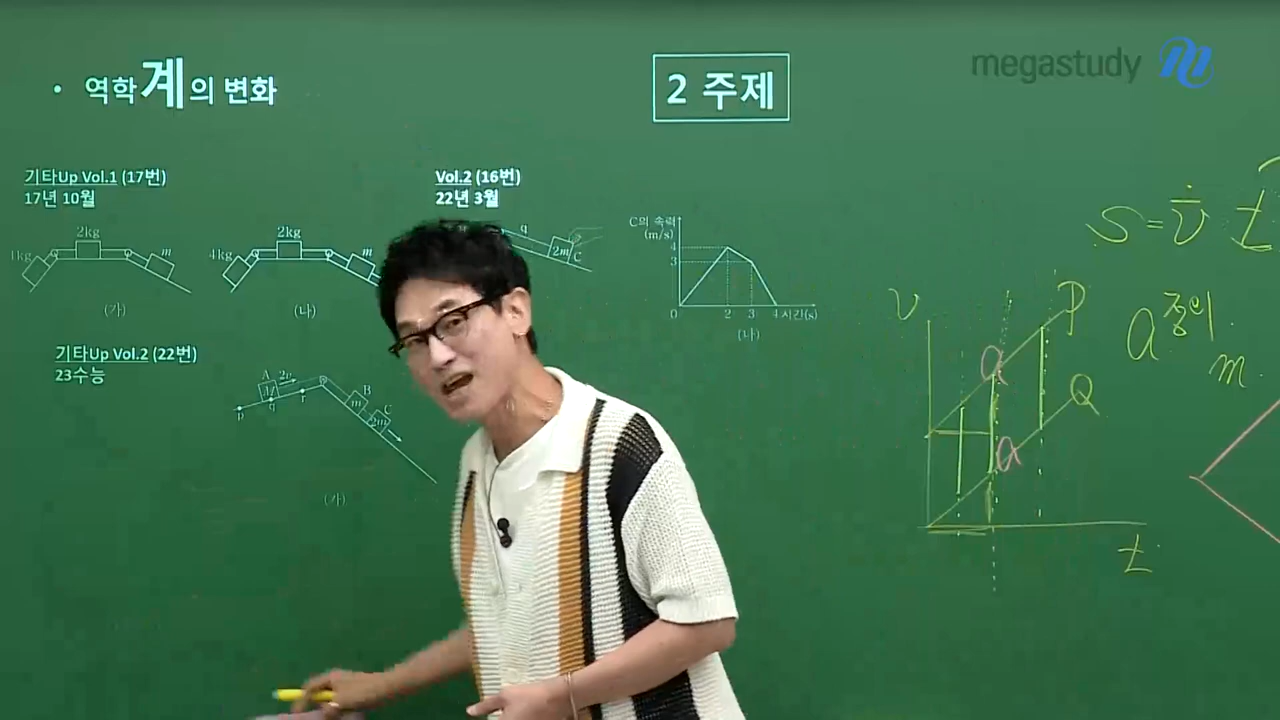 megastudy
• 역학계의 변화
2 주제
기타Up Vol.1 (17번)
17년 10월
2kg
1kg
m
(가)
2kg
4kg
m
(나)
Vol.2 (16번)
22년 3월
q
2m
C
C의 속력
(m/s)
4
3
0 2 3 4 시간(s)
(나)
기타Up Vol.2 (22번)
23수능
A 2v
p q r
B
m
C
2m
(가)
S = v t
v
P
a
Q
a
t
a
m